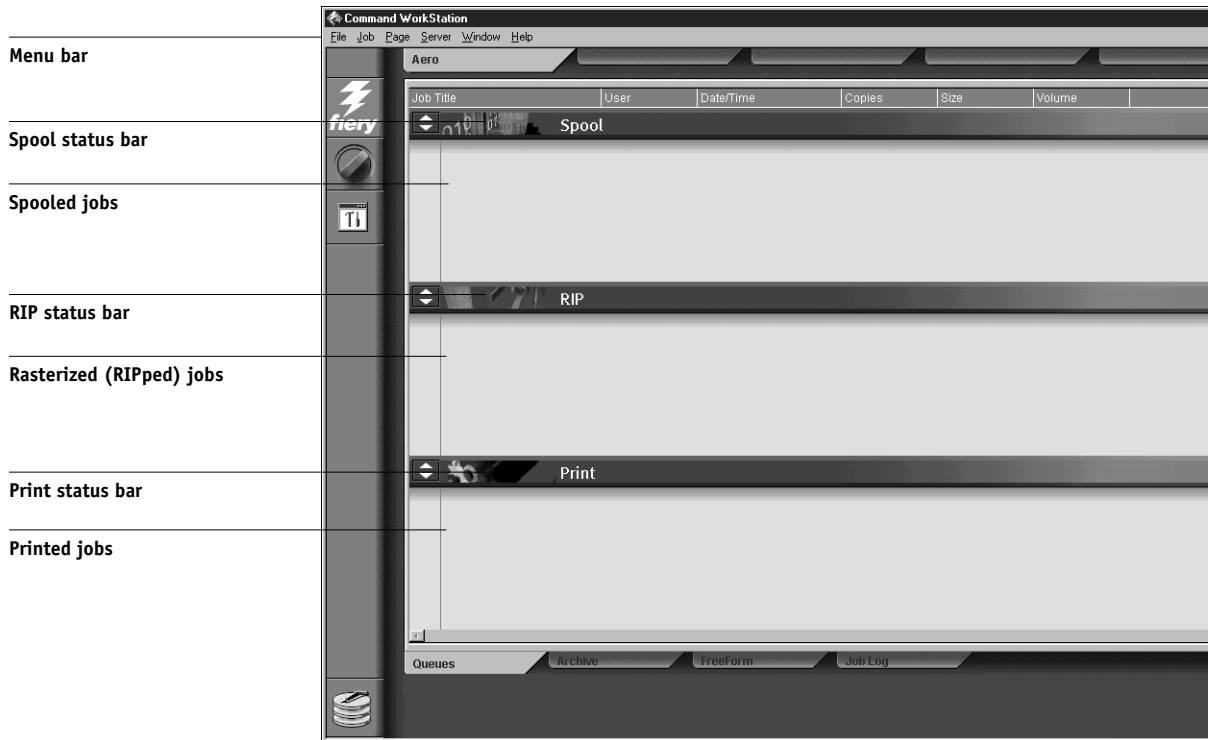 Command WorkStation
File Job Page Server Window Help
Menu bar
Aero
Job Title User Date/Time Copies Size Volume
fiery
Spool
Spool status bar
Spooled jobs
RIP
RIP status bar
Rasterized (RIPped) jobs
Print
Print status bar
Printed jobs
Queues Archive FreeForm Job Log